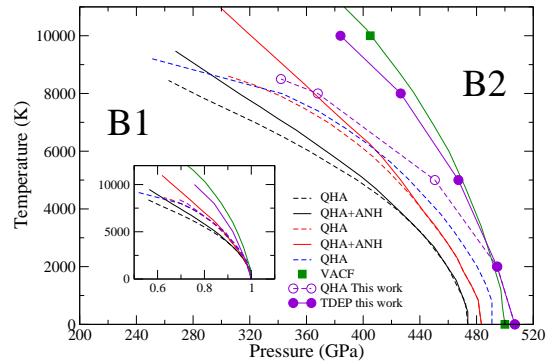 10000
8000
6000
4000
2000
0
Temperature (K)
B1
B2
10000
7500
5000
2500
0
0.6
0.8
1
QHA
QHA+ANH
QHA
QHA+ANH
QHA
VACF
QHA This work
TDEP this work
200
240
280
320
360
400
440
480
520
Pressure (GPa)